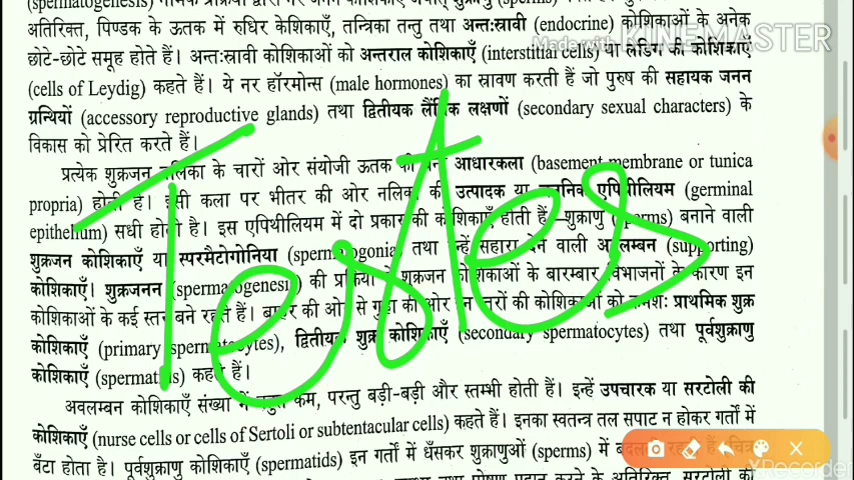 (spermatogenesis) नामक प्रक्रिया द्वारा नर जनन कोशिकाएँ अर्थात् शुक्राणु (sperms)
अतिरिक्त, पिण्डक के ऊतक में रुधिर केशिकाएँ, तन्त्रिका तन्तु तथा अन्तःस्रावी (endocrine) कोशिकाओं के अनेक
छोटे-छोटे समूह होते हैं। अन्तःस्रावी कोशिकाओं को अन्तराल कोशिकाएँ (interstitial cells) या लेडिग की कोशिकाएँ
Made with KINEMASTER
(cells of Leydig) कहते हैं। ये नर हॉरमोन्स (male hormones) का स्रावण करती हैं जो पुरुष की सहायक जनन
ग्रन्थियों (accessory reproductive glands) तथा द्वितीयक लैंगिक लक्षणों (secondary sexual characters) के
विकास को प्रेरित करते हैं।
प्रत्येक शुक्रजन नलिका के चारों ओर संयोजी ऊतक की बनी आधारकला (basement membrane or tunica
propria) होती है। इसी कला पर भीतर की ओर नलिका की उत्पादक या जननिक एपिथीलियम (germinal
epithelium) सधी होती है। इस एपिथीलियम में दो प्रकार की कोशिकाएँ होती हैं—शुक्राणु (sperms) बनाने वाली
शुक्रजन कोशिकाएँ या स्परमैटोगोनिया (spermatogonia) तथा इन्हें सहारा देने वाली अवलम्बन (supporting)
कोशिकाएँ। शुक्रजनन (spermatogenesis) की प्रक्रिया में शुक्रजन कोशिकाओं के बारम्बार विभाजनों के कारण इन
कोशिकाओं के कई स्तर बने रहते हैं। बाहर की ओर से गुहा की ओर इन स्तरों की कोशिकाओं को क्रमशः प्राथमिक शुक्र
कोशिकाएँ (primary spermatocytes), द्वितीयक शुक्र कोशिकाएँ (secondary spermatocytes) तथा पूर्वशुक्राणु
कोशिकाएँ (spermatids) कहते हैं।
Testes
अवलम्बन कोशिकाएँ संख्या में बहुत कम, परन्तु बड़ी-बड़ी और स्तम्भी होती हैं। इन्हें उपचारक या सरटोली की
कोशिकाएँ (nurse cells or cells of Sertoli or subtentacular cells) कहते हैं। इनका स्वतन्त्र तल सपाट न होकर गर्तों में
बँटा होता है। पूर्वशुक्राणु कोशिकाएँ (spermatids) इन गर्तों में धँसकर शुक्राणुओं (sperms) में
के अतिरिक्त, सरटोली की
XRecorder